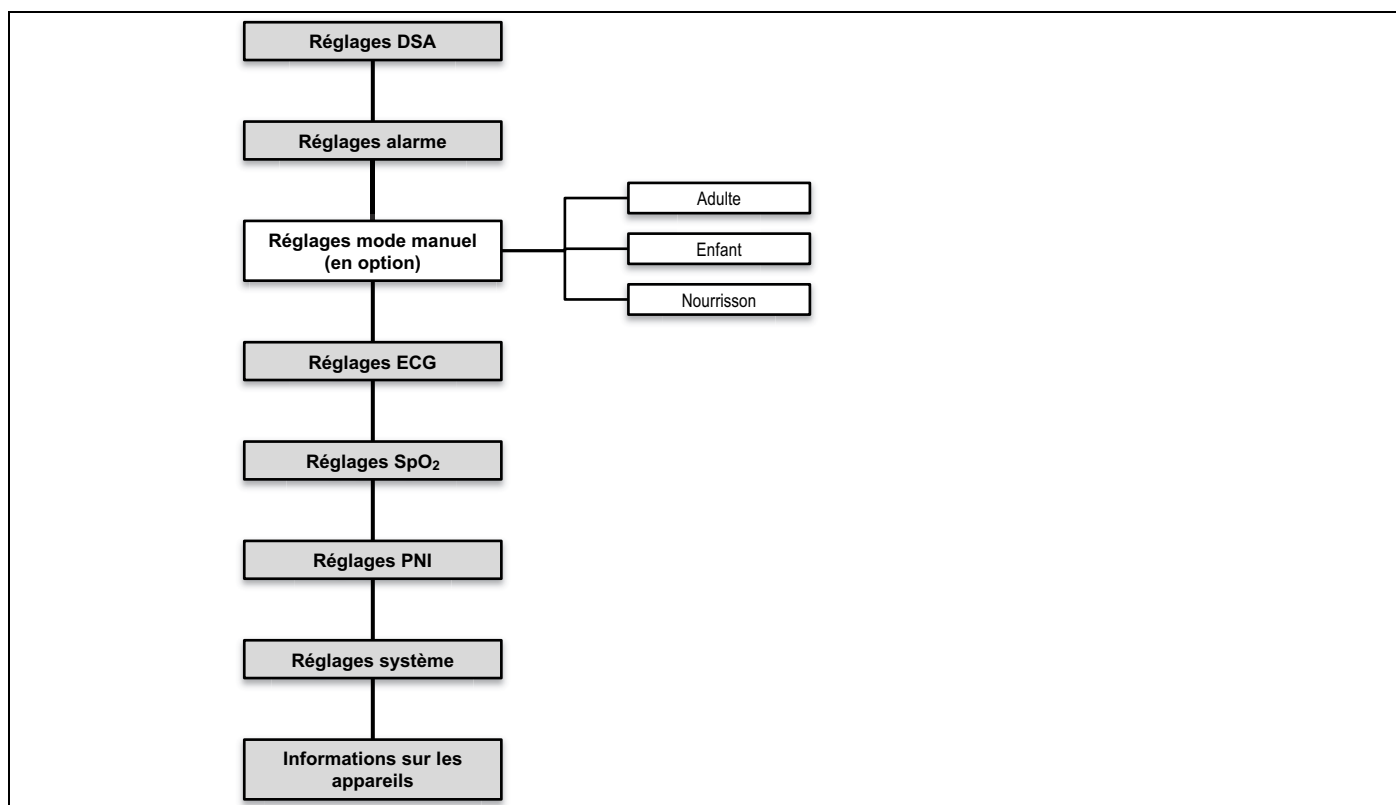 Réglages DSA
Réglages alarme
Réglages mode manuel
(en option)
Adulte
Enfant
Nourrisson
Réglages ECG
Réglages SpO₂
Réglages PNI
Réglages système
Informations sur les
appareils